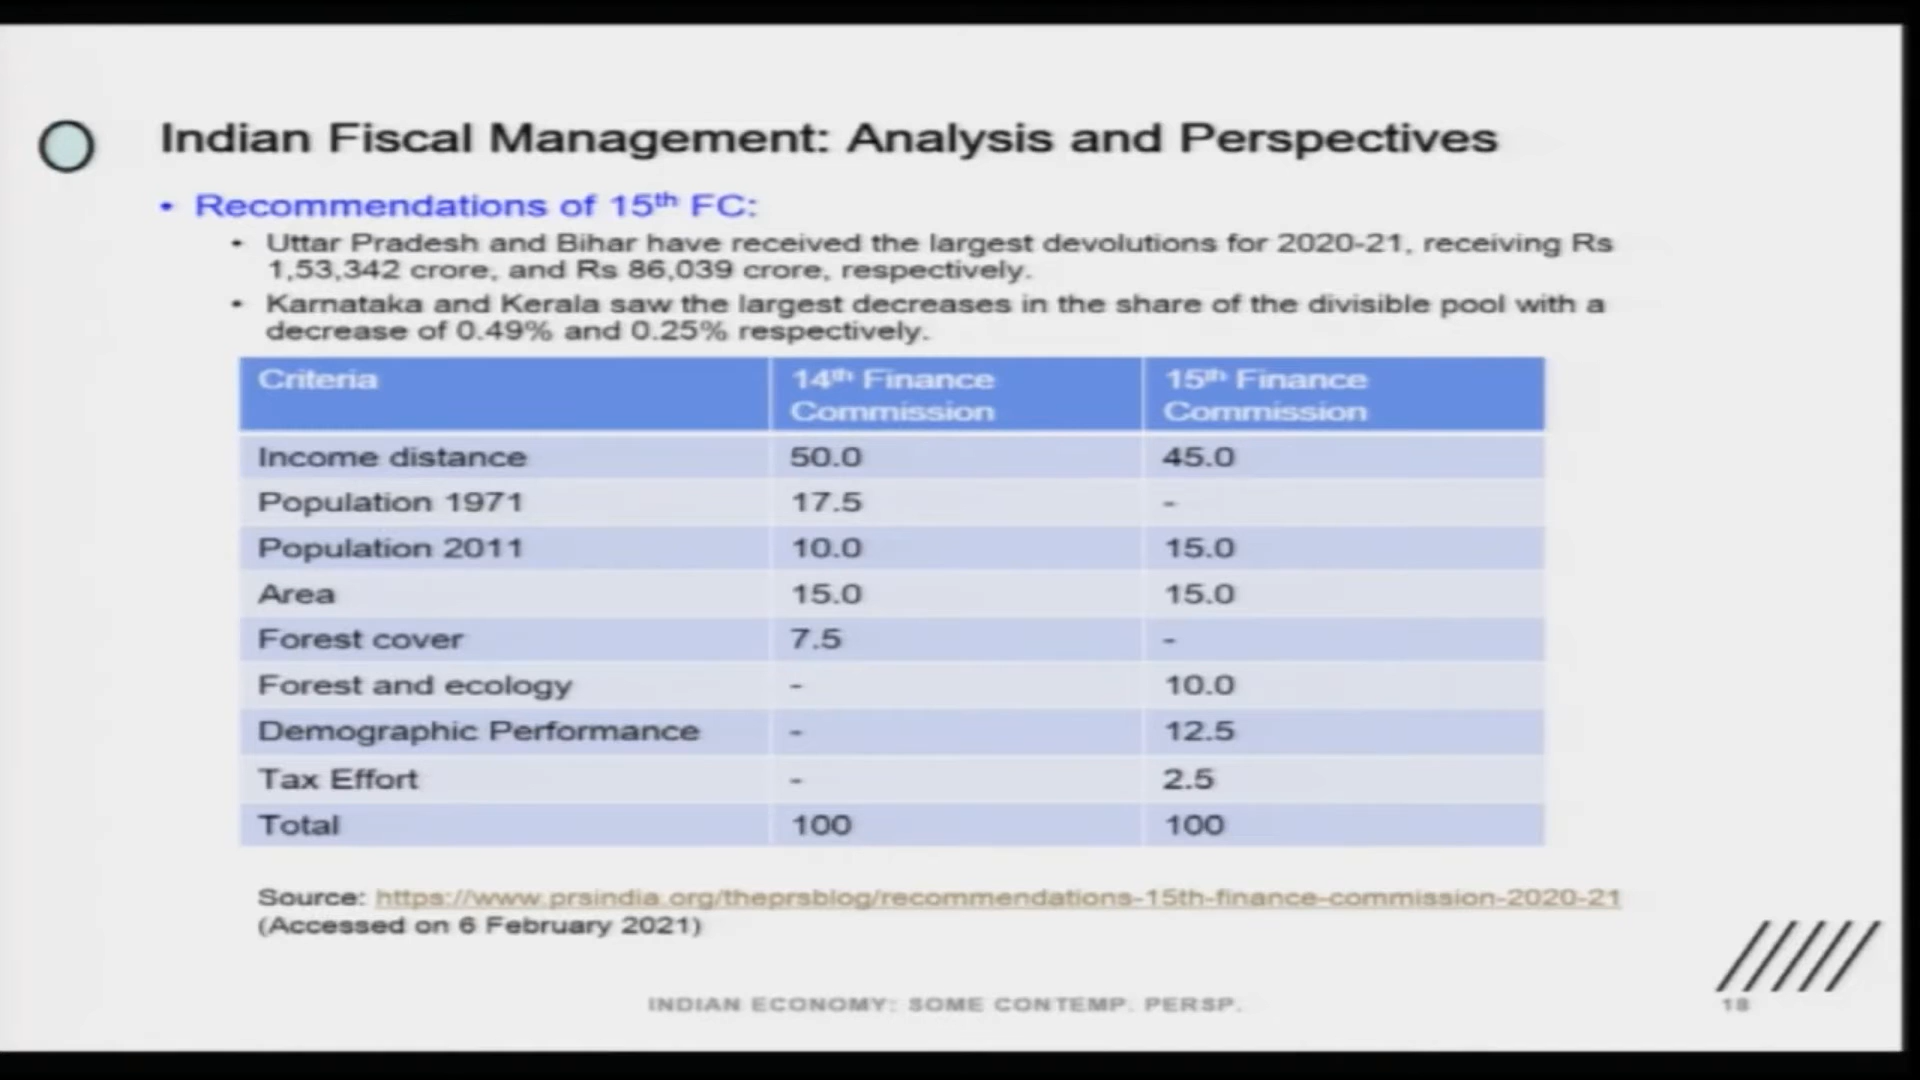 Indian Fiscal Management: Analysis and Perspectives
• Recommendations of 15th FC:
• Uttar Pradesh and Bihar have received the largest devolutions for 2020-21, receiving Rs
1,53,342 crore, and Rs 86,039 crore, respectively.
• Karnataka and Kerala saw the largest decreases in the share of the divisible pool with a
decrease of 0.49% and 0.25% respectively.
Criteria 14th Finance Commission 15th Finance Commission
Income distance 50.0 45.0
Population 1971 17.5 -
Population 2011 10.0 15.0
Area 15.0 15.0
Forest cover 7.5 -
Forest and ecology - 10.0
Demographic Performance - 12.5
Tax Effort - 2.5
Total 100 100
Source: https://www.prsindia.org/theprsblog/recommendations-15th-finance-commission-2020-21
(Accessed on 6 February 2021)
INDIAN ECONOMY: SOME CONTEMP. PERSP.
18